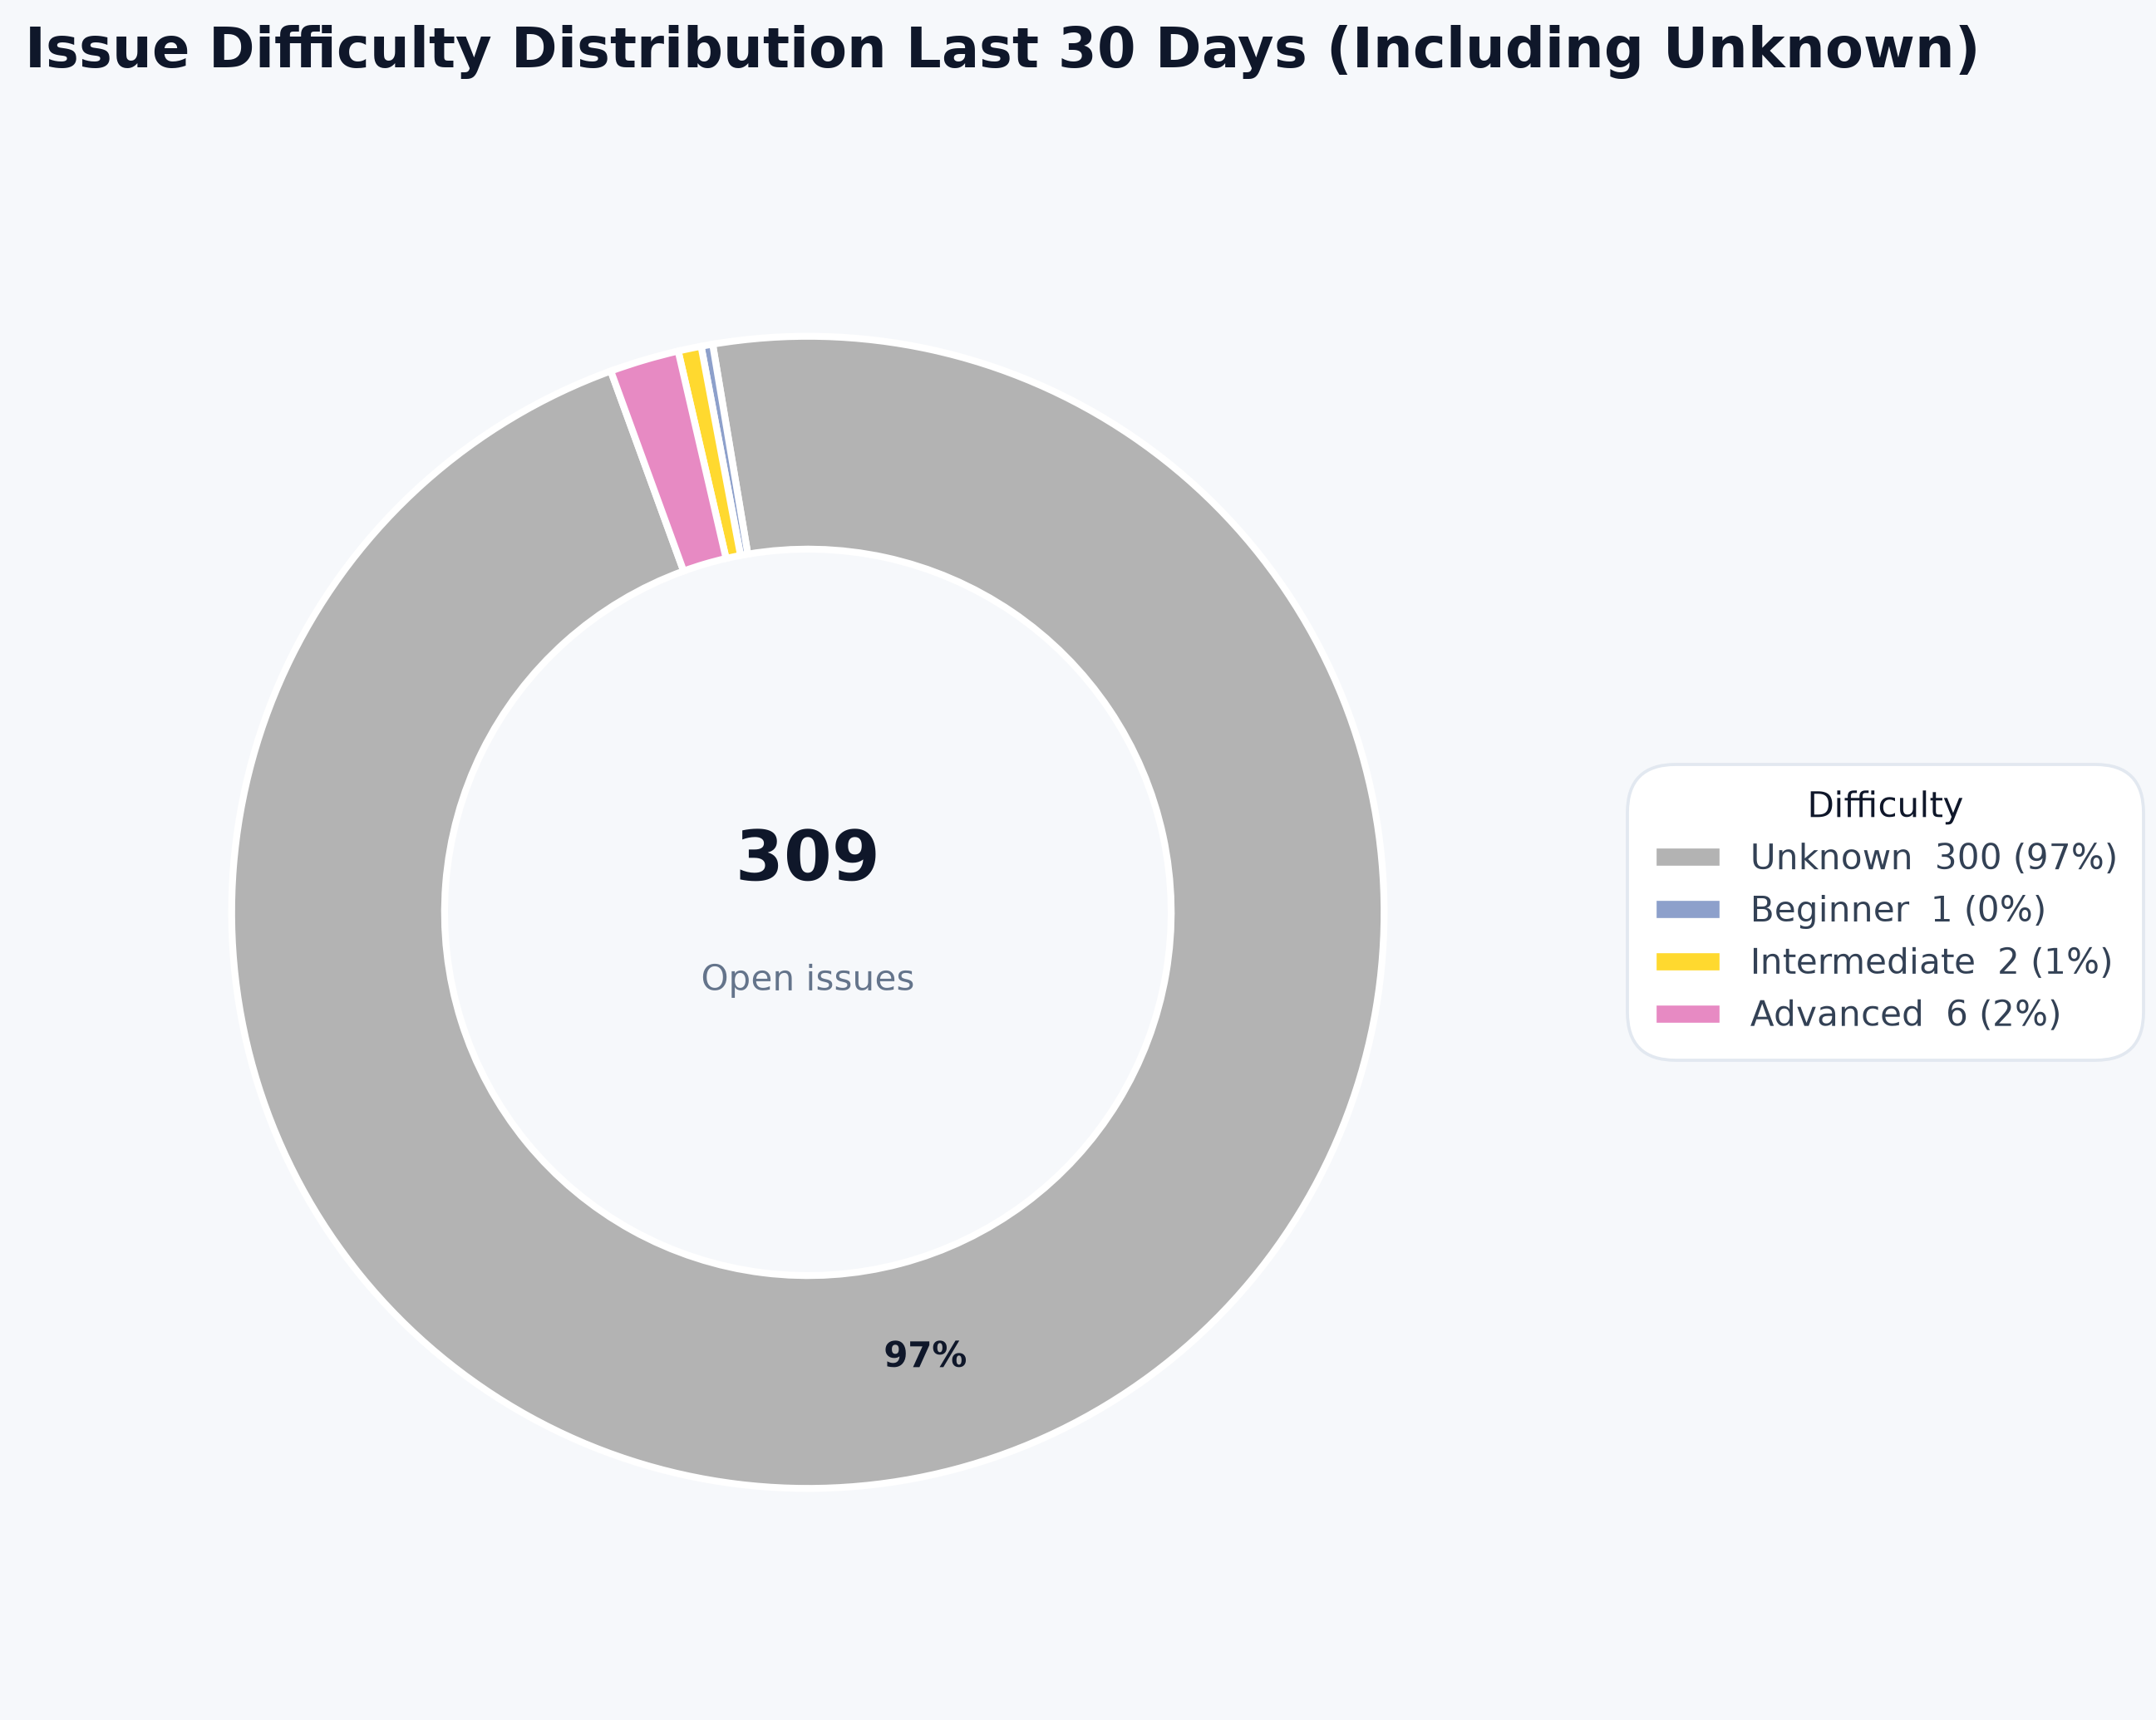 Issue Difficulty Distribution Last 30 Days (Including Unknown)
309
Open issues
97%
Difficulty
Unknown 300 (97%)
Beginner 1 (0%)
Intermediate 2 (1%)
Advanced 6 (2%)